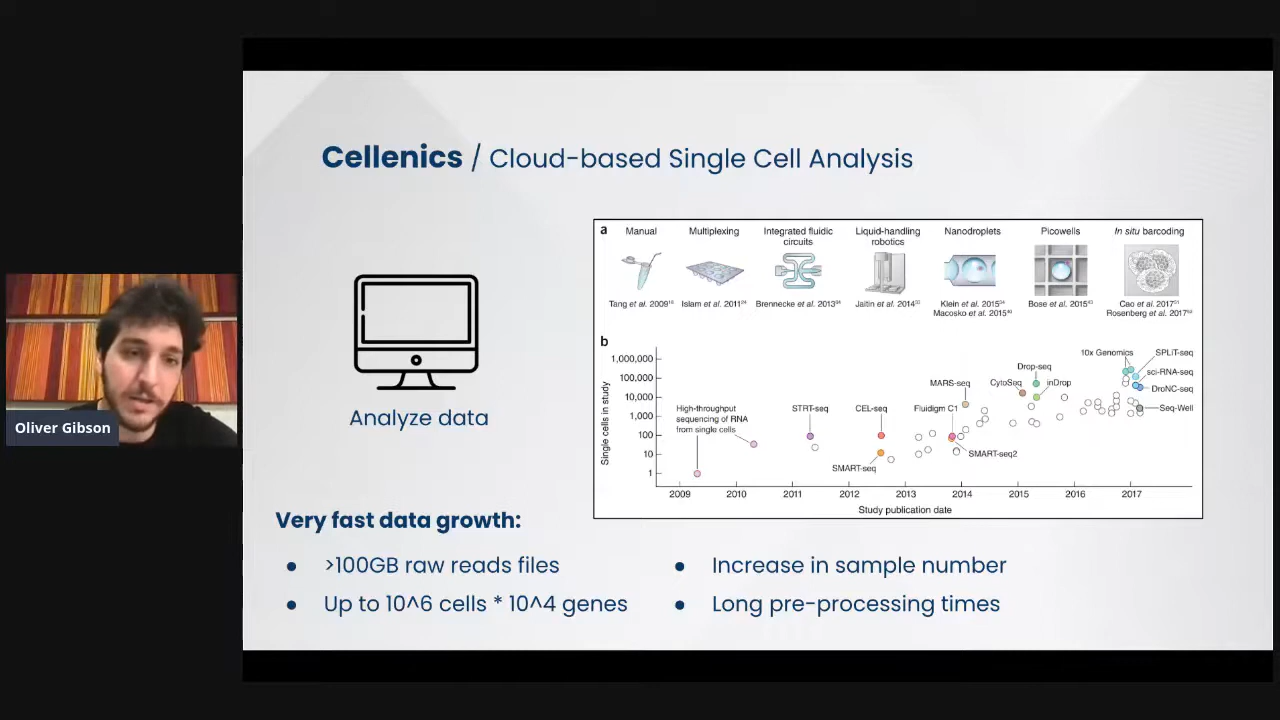 Cellenics / Cloud-based Single Cell Analysis
a
Manual
Multiplexing
Integrated fluidic
circuits
Liquid-handling
robotics
Nanodroplets
Picowells
In situ barcoding
Tang et al. 2009
Islam et al. 2011
Brennecke et al. 2013
Jaitin et al. 2014
Klein et al. 2015
Macosko et al. 2015
Bose et al. 2015
Cao et al. 2017
Rosenberg et al. 2017
b
Single cells in study
1,000,000
100,000
10,000
1,000
100
10
1
High-throughput
sequencing of RNA
from single cells
STRT-seq
CEL-seq
SMART-seq
Fluidigm C1
SMART-seq2
MARS-seq
CytoSeq
Drop-seq
inDrop
10x Genomics
SPLiT-seq
sci-RNA-seq
DroNC-seq
Seq-Well
2009 2010 2011 2012 2013 2014 2015 2016 2017
Study publication date
Analyze data
Oliver Gibson
Very fast data growth:
• >100GB raw reads files
• Up to 10^6 cells * 10^4 genes
• Increase in sample number
• Long pre-processing times